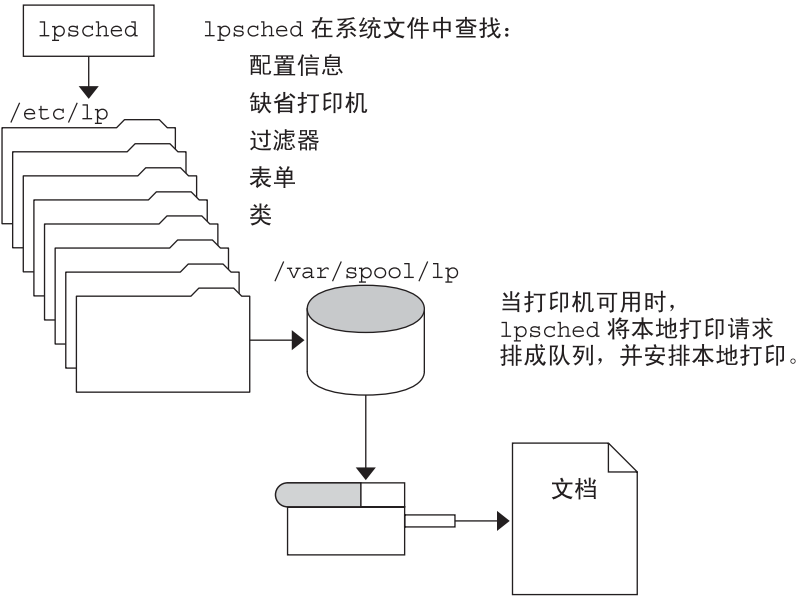 lpsched
lpsched 在系统文件中查找：
配置信息
缺省打印机
过滤器
表单
类
/etc/lp
/var/spool/lp
当打印机可用时，
lpsched 将本地打印请求
排成队列，并安排本地打印。
文档